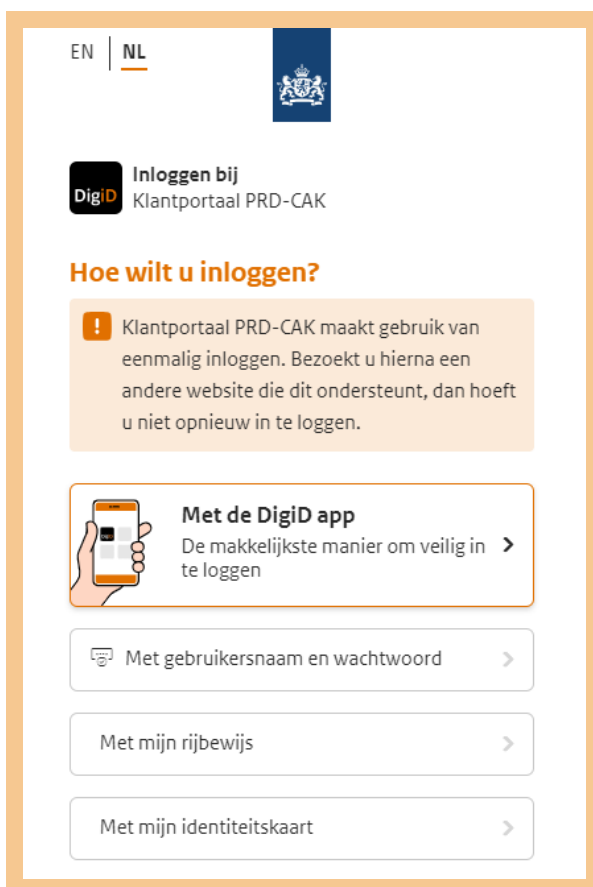 EN NL
DigiD
Inloggen bij
Klantportaal PRD-CAK
Hoe wilt u inloggen?
! Klantportaal PRD-CAK maakt gebruik van
eenmalig inloggen. Bezoekt u hierna een
andere website die dit ondersteunt, dan hoeft
u niet opnieuw in te loggen.
DigiD
Met de DigiD app
De makkelijkste manier om veilig in
te loggen
Met gebruikersnaam en wachtwoord
Met mijn rijbewijs
Met mijn identiteitskaart